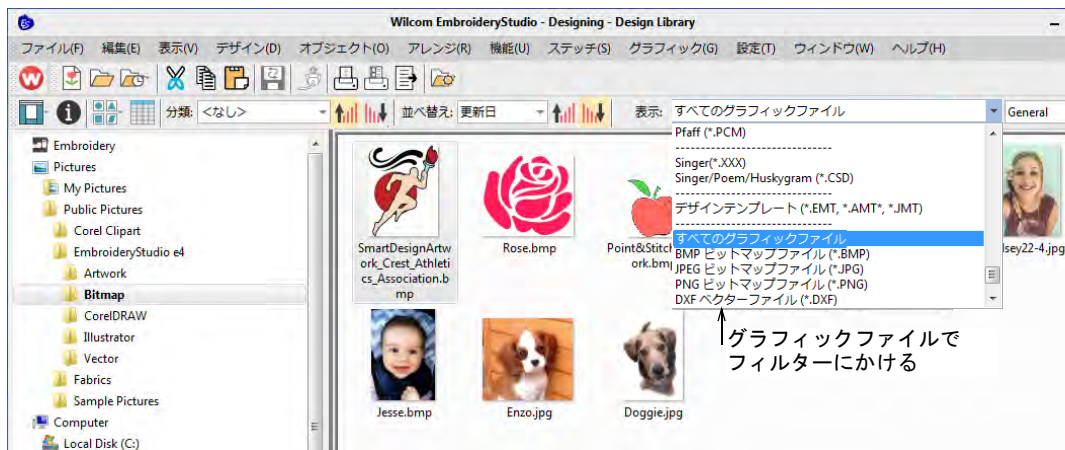 Wilcom EmbroideryStudio - Designing - Design Library
ファイル(F) 編集(E) 表示(V) デザイン(D) オブジェクト(O) アレンジ(R) 機能(U) ステッチ(S) グラフィック(G) 設定(T) ウィンドウ(W) ヘルプ(H)
分類: <なし> 並べ替え: 更新日 表示: すべてのグラフィックファイル General
Embroidery
Pictures
My Pictures
Public Pictures
Corel Clipart
EmbroideryStudio e4
Artwork
Bitmap
CorelDRAW
Illustrator
Vector
Fabrics
Sample Pictures
Computer
Local Disk (C:)
SmartDesignArtw
ork_Crest_Athleti
cs_Association.b
mp
Rose.bmp
Point&Stitch
ork.bmp
lsey22-4.jpg
Jesse.bmp
Enzo.jpg
Doggie.jpg
Pfaff (*.PCM)
------------------------------
Singer(*.XXX)
Singer/Poem/Huskygram (*.CSD)
------------------------------
デザインテンプレート (*.EMT, *.AMT*, *.JMT)
------------------------------
すべてのグラフィックファイル
BMP ビットマップファイル (*.BMP)
JPEG ビットマップファイル (*.JPG)
PNG ビットマップファイル (*.PNG)
DXF ベクターファイル (*.DXF)
グラフィックファイルで
フィルターにかける